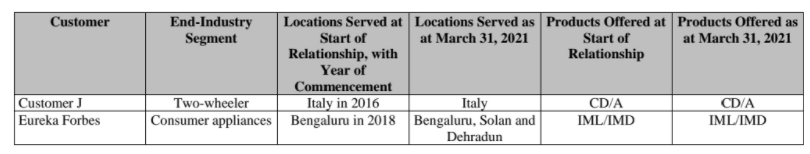 Customer
End-Industry
Segment
Locations Served at
Start of
Relationship, with
Year of
Commencement
Locations Served as
at March 31, 2021
Products Offered at
Start of
Relationship
Products Offered as
at March 31, 2021
Customer J Two-wheeler Italy in 2016 Italy CD/A CD/A
Eureka Forbes Consumer appliances Bengaluru in 2018 Bengaluru, Solan and IML/IMD IML/IMD
Dehradun